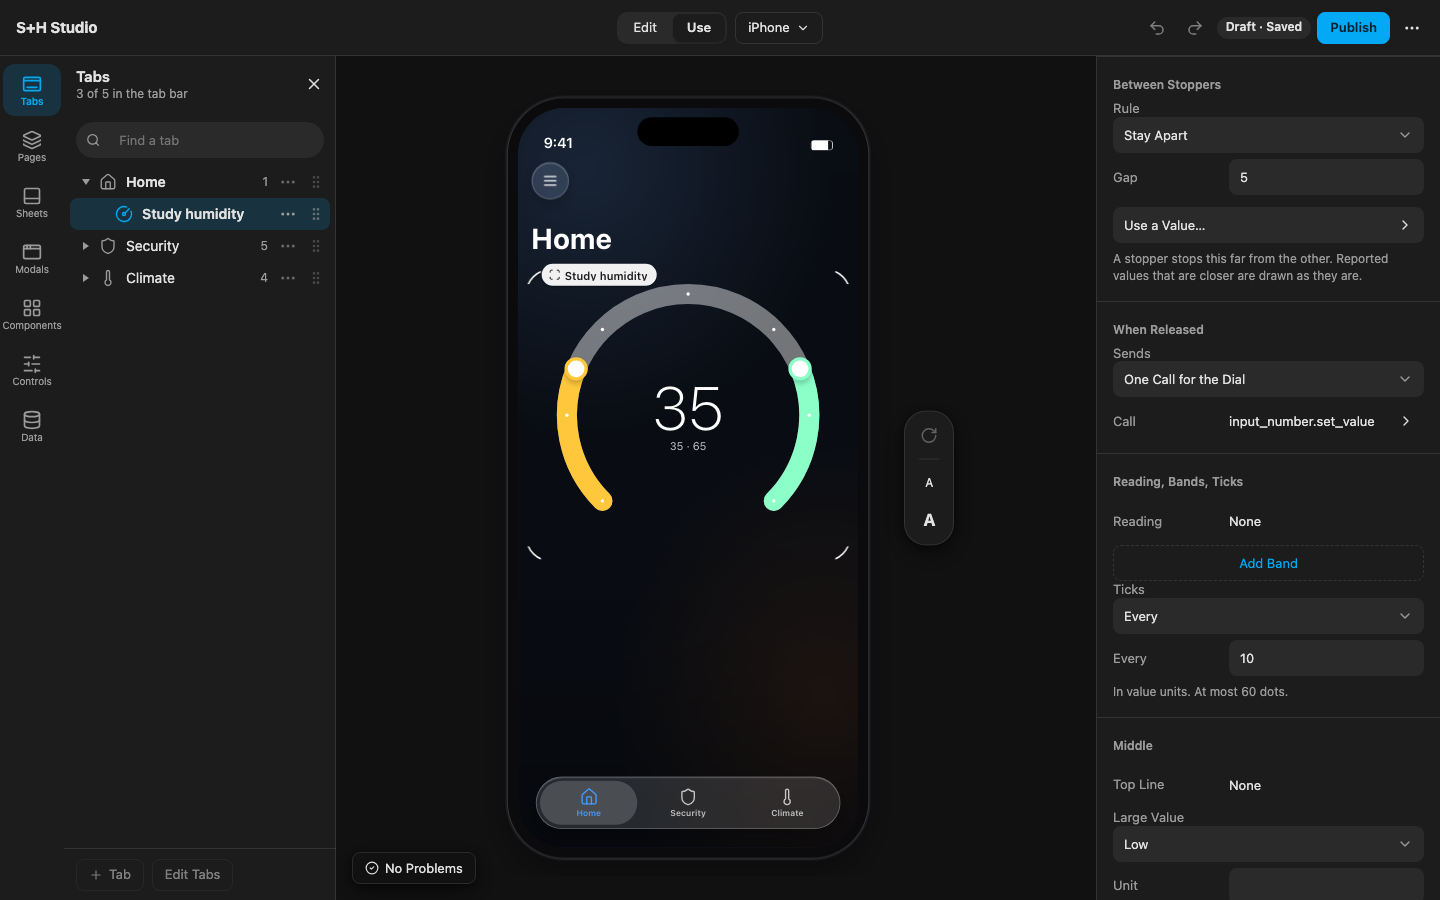 S+H Studio
Edit
Use
iPhone
Draft · Saved
Publish
Tabs
Pages
Sheets
Modals
Components
Controls
Data
Tabs
3 of 5 in the tab bar
Find a tab
Home 1
Study humidity
Security 5
Climate 4
+ Tab
Edit Tabs
9:41
Home
Study humidity
35
35 · 65
Home
Security
Climate
A
A
No Problems
Between Stoppers
Rule
Stay Apart
Gap 5
Use a Value...
A stopper stops this far from the other. Reported
values that are closer are drawn as they are.
When Released
Sends
One Call for the Dial
Call input_number.set_value
Reading, Bands, Ticks
Reading None
Add Band
Ticks
Every
Every 10
In value units. At most 60 dots.
Middle
Top Line None
Large Value
Low
Unit